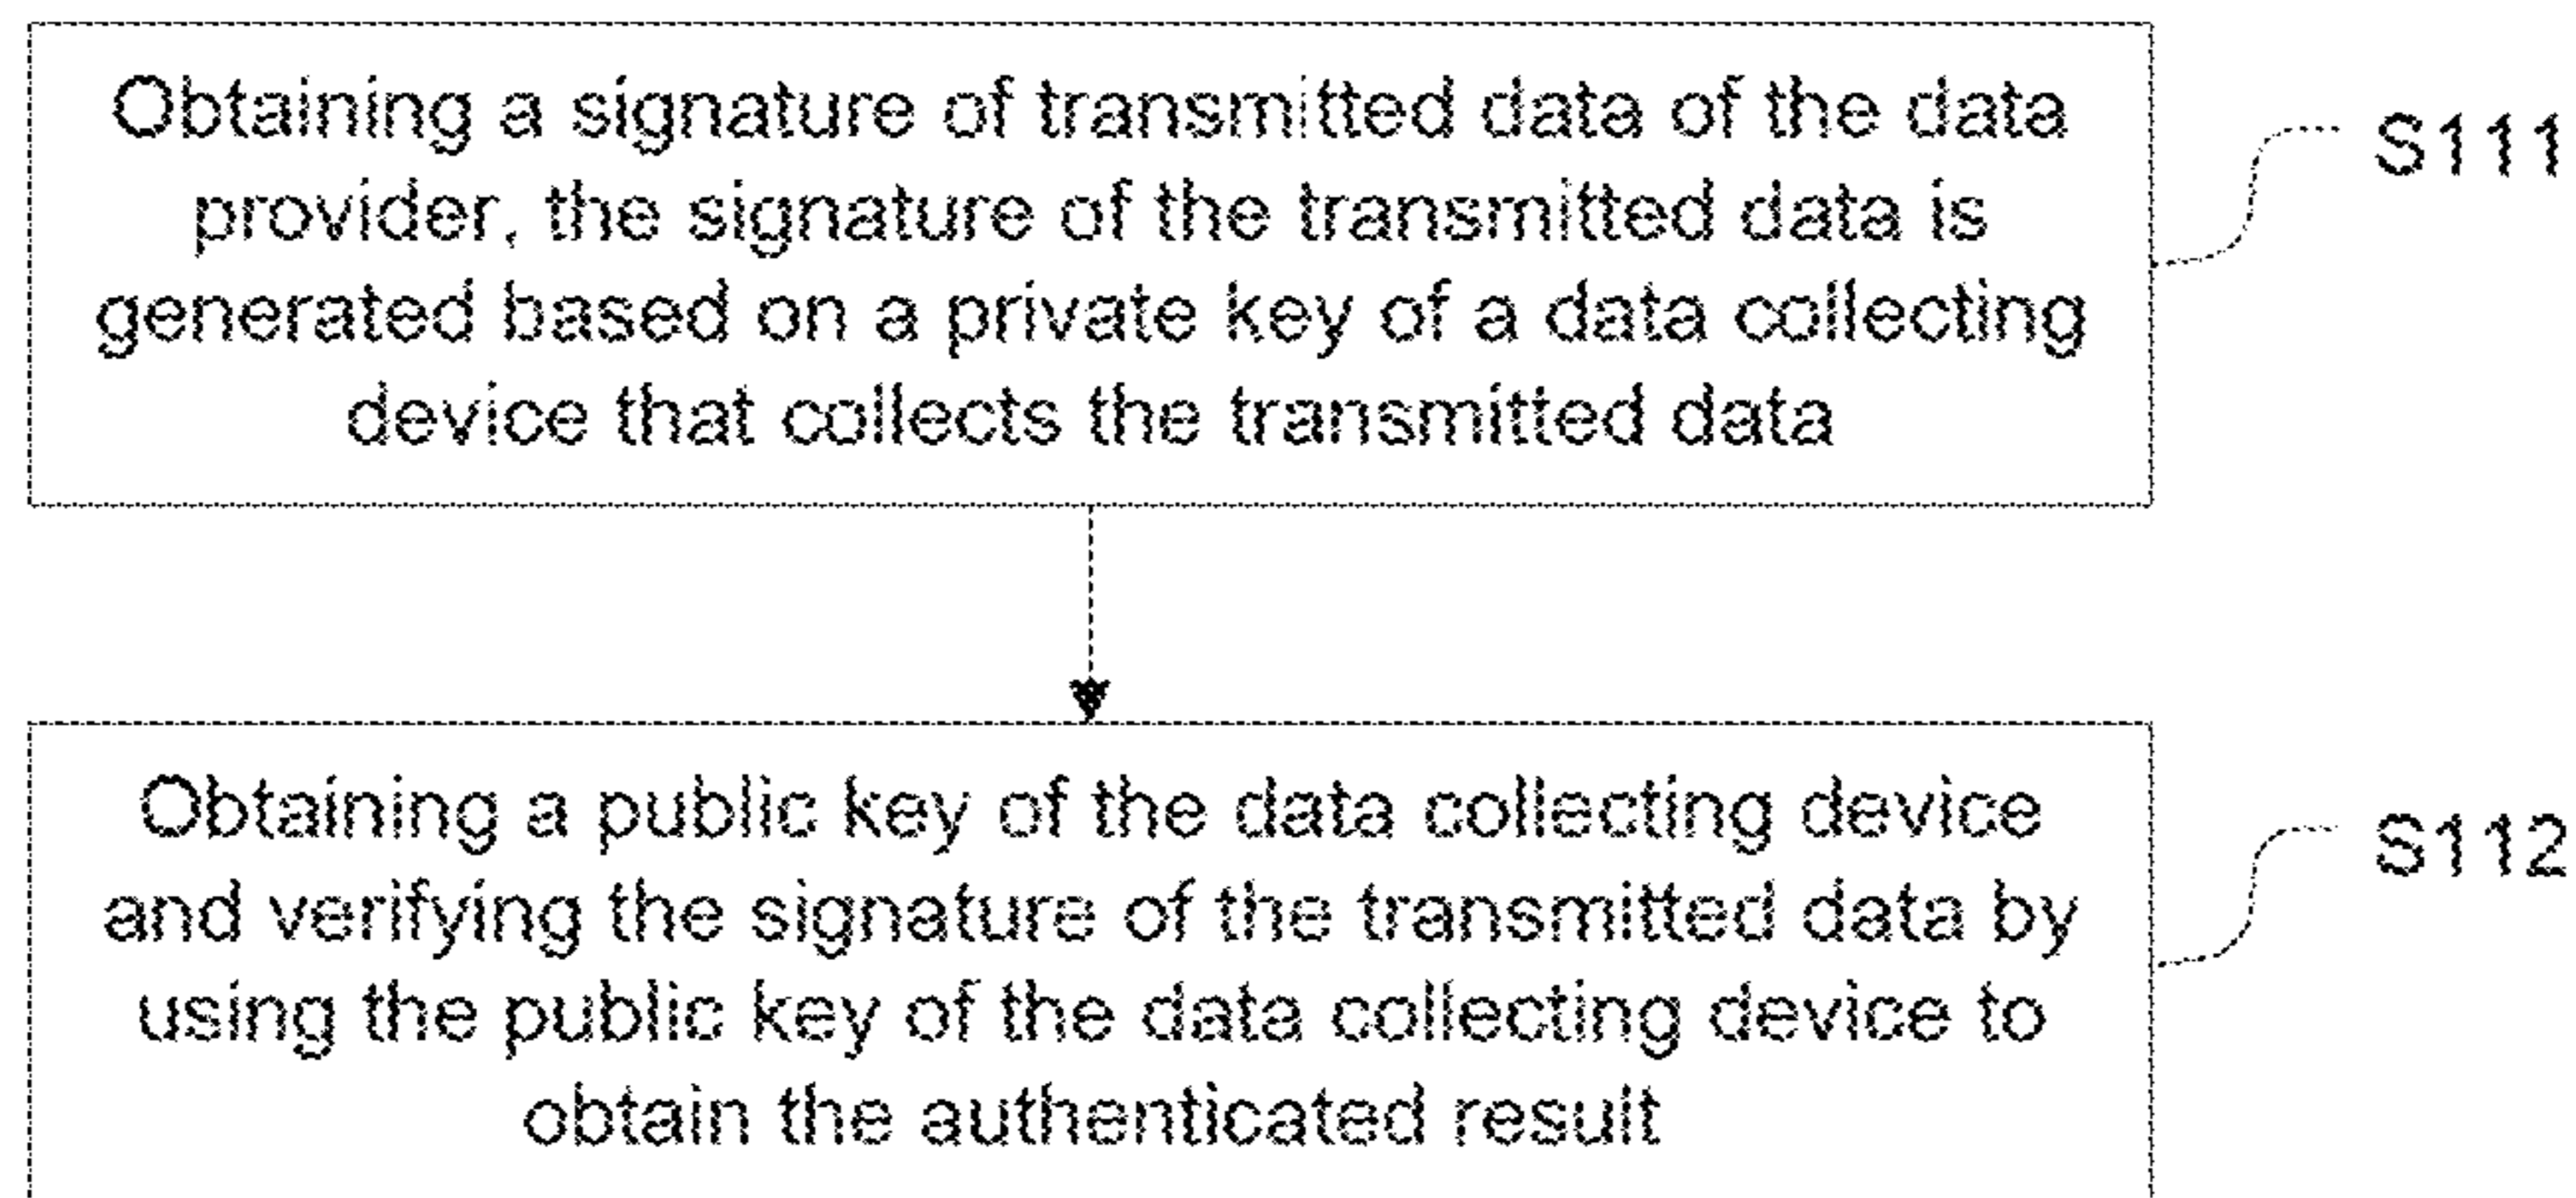 Obtaining a signature of transmitted data of the data
provider, the signature of the transmitted data is
generated based on a private key of a data collecting
device that collects the transmitted data
S111
Obtaining a public key of the data collecting device
and verifying the signature of the transmitted data by
using the public key of the data collecting device to
obtain the authenticated result
S112